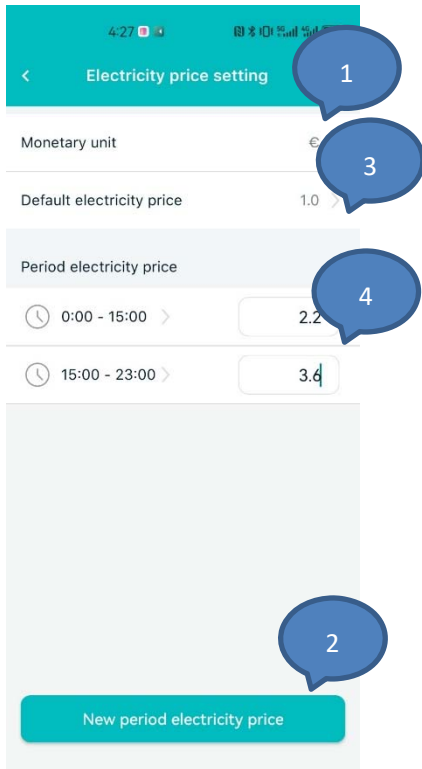 4:27
Electricity price setting
1
Monetary unit €
3
Default electricity price 1.0
Period electricity price
4
0:00 - 15:00 2.2
15:00 - 23:00 3.6
2
New period electricity price